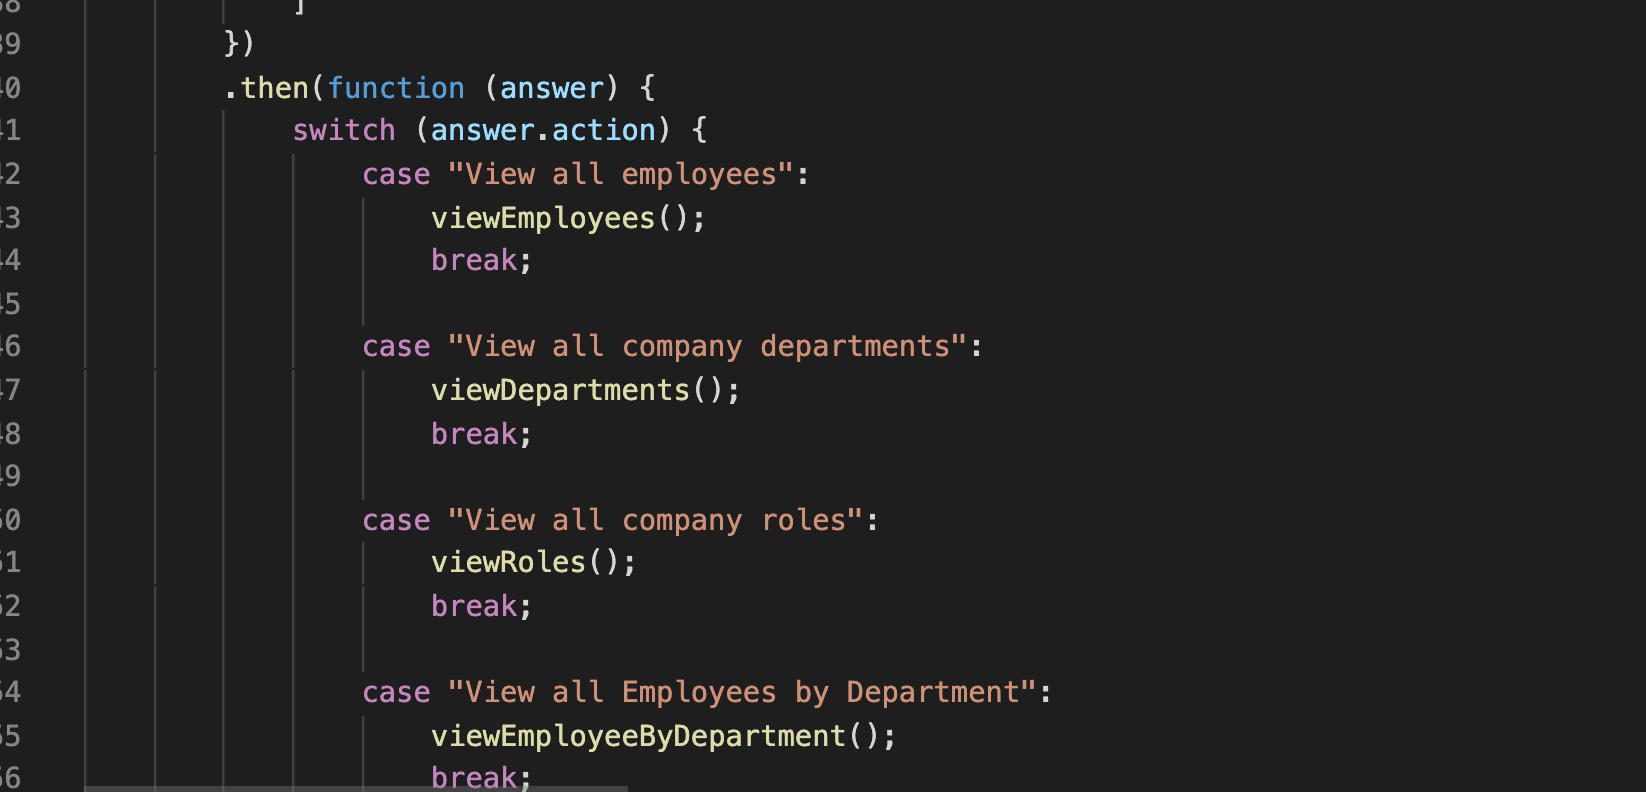 38 ]
39 })
40 .then(function (answer) {
41 switch (answer.action) {
42 case "View all employees":
43 viewEmployees();
44 break;
45
46 case "View all company departments":
47 viewDepartments();
48 break;
49
50 case "View all company roles":
51 viewRoles();
52 break;
53
54 case "View all Employees by Department":
55 viewEmployeeByDepartment();
56 break;